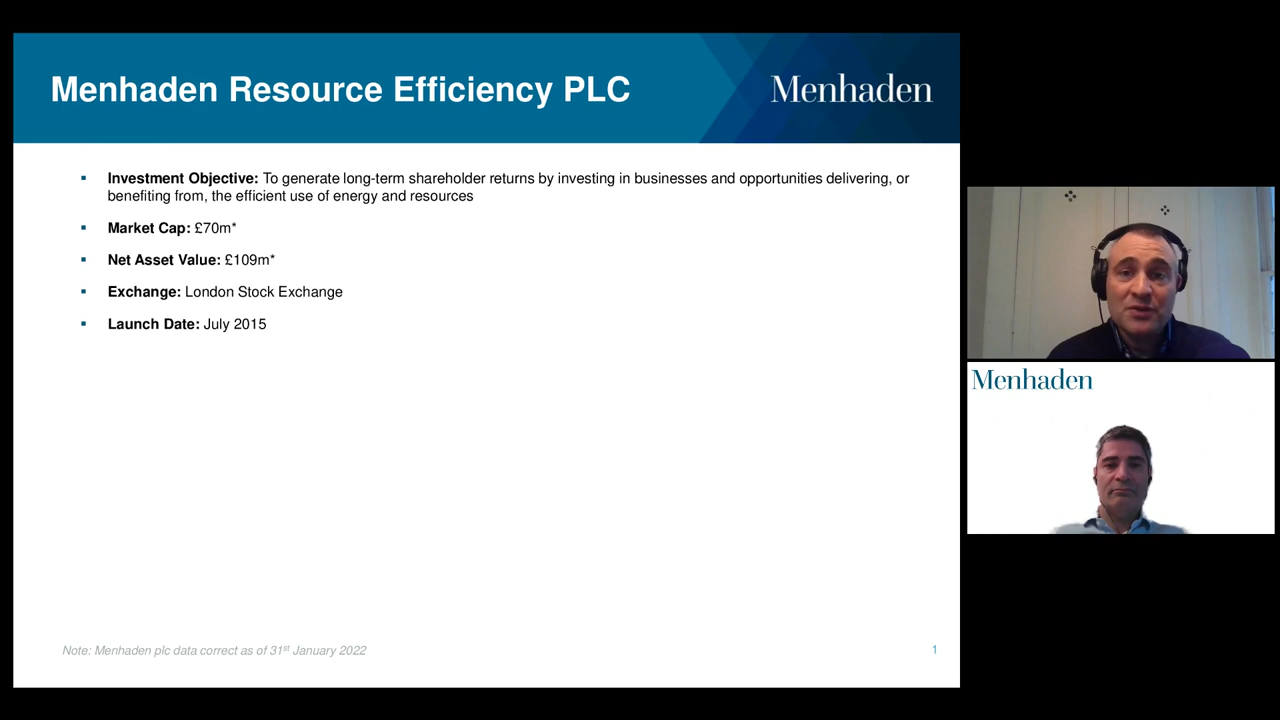 Menhaden Resource Efficiency PLC
Menhaden
▪ Investment Objective: To generate long-term shareholder returns by investing in businesses and opportunities delivering, or
benefiting from, the efficient use of energy and resources
▪ Market Cap: £70m*
▪ Net Asset Value: £109m*
▪ Exchange: London Stock Exchange
▪ Launch Date: July 2015
Note: Menhaden plc data correct as of 31st January 2022
1
Menhaden